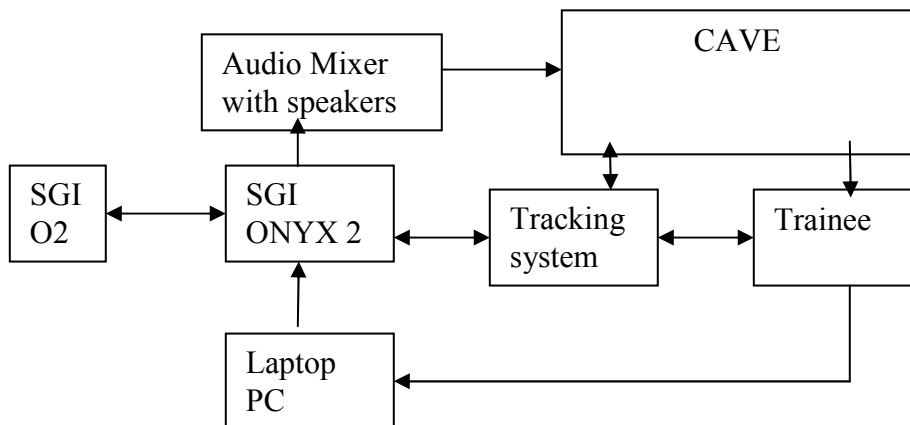 CAVE
Audio Mixer
with speakers
SGI
O2
SGI
ONYX 2
Tracking
system
Trainee
Laptop
PC